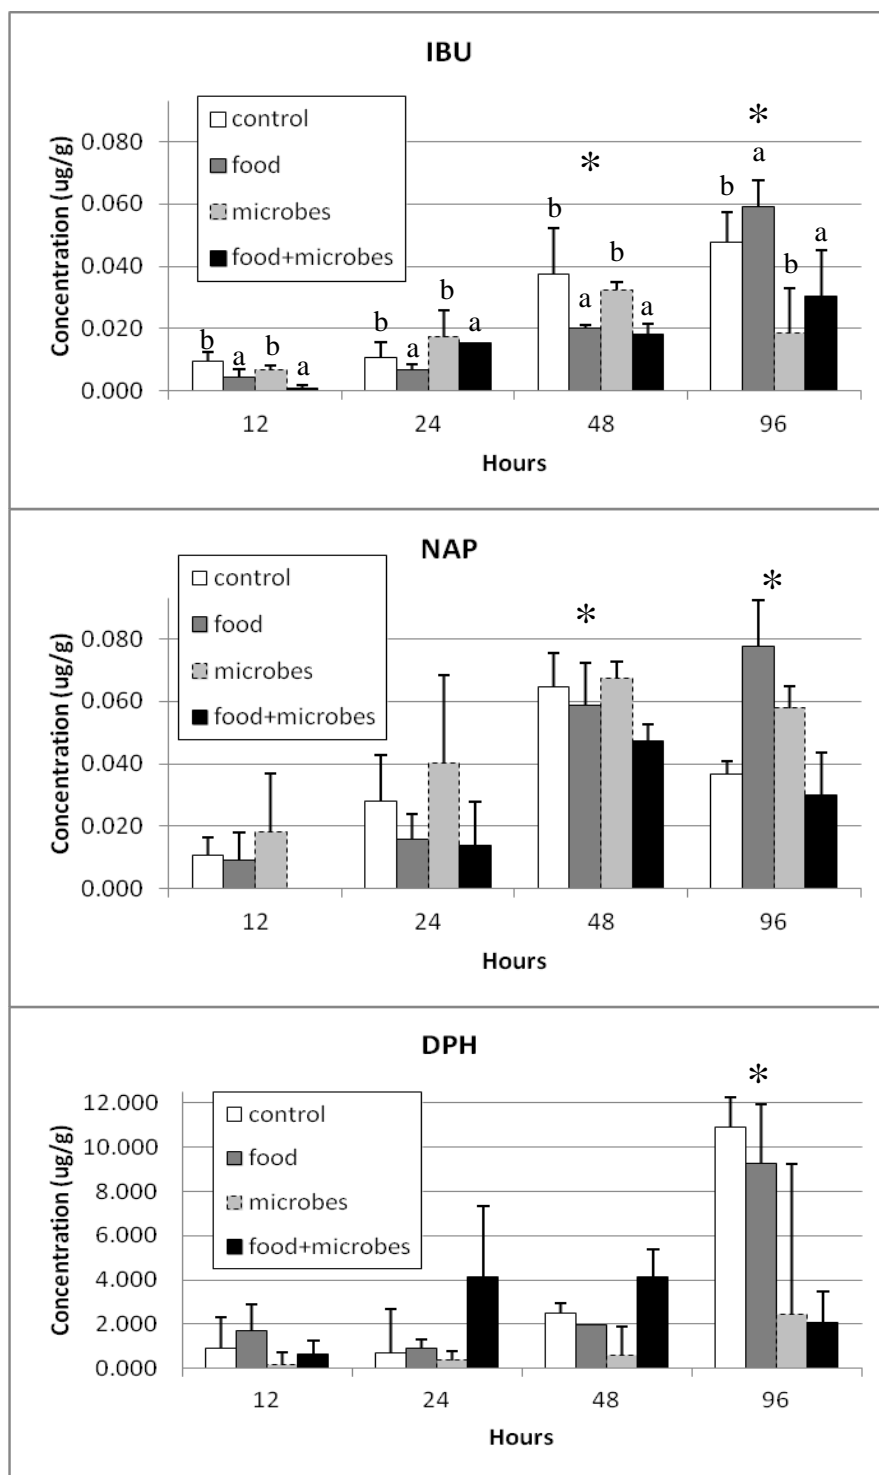 IBU
Concentration (ug/g)
0.080
0.060
0.040
0.020
0.000
control
food
microbes
food+microbes
b a b a
b a b a
* b a b a
* b a b a
12 24 48 96
Hours
NAP
Concentration (ug/g)
0.080
0.060
0.040
0.020
0.000
control
food
microbes
food+microbes
* *
12 24 48 96
Hours
DPH
Concentration (ug/g)
12.000
10.000
8.000
6.000
4.000
2.000
0.000
control
food
microbes
food+microbes
*
12 24 48 96
Hours